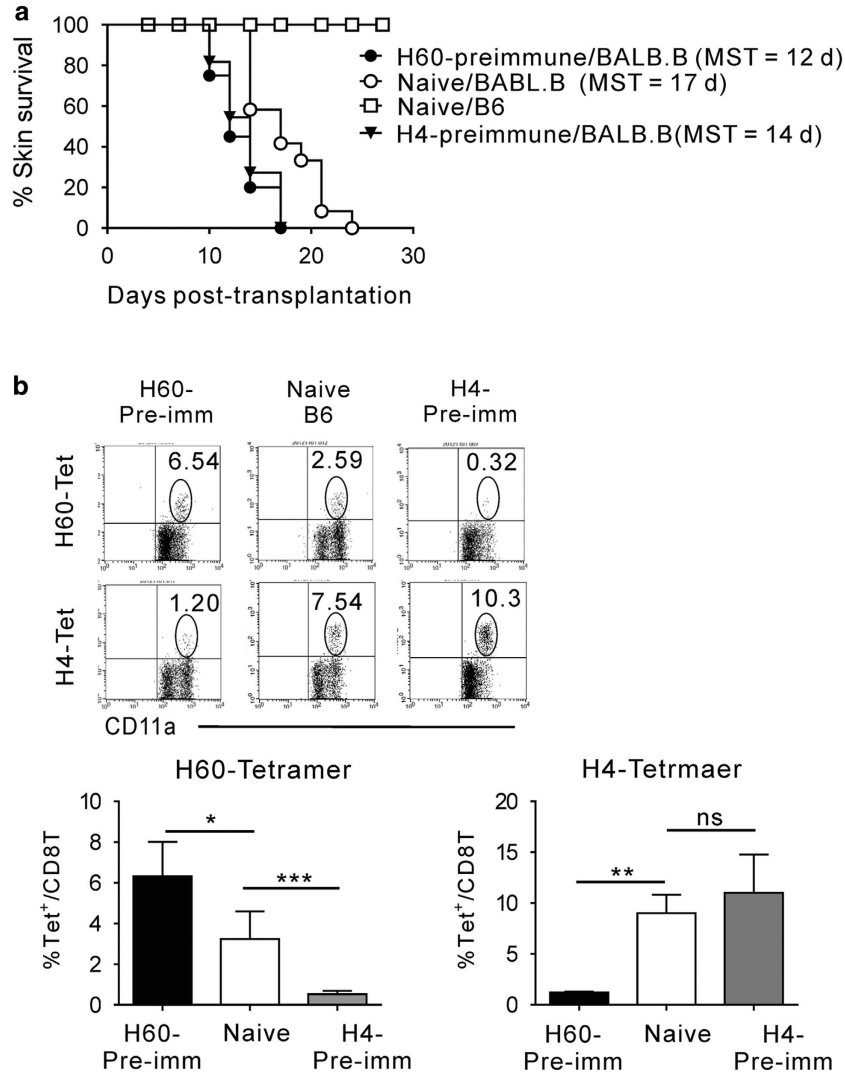 a
100
80
60
40
20
0
% Skin survival
0 10 20 30
Days post-transplantation
H60-preimmune/BALB.B (MST = 12 d)
Naive/BABL.B (MST = 17 d)
Naive/B6
H4-preimmune/BALB.B(MST = 14 d)
b
H60-
Pre-imm
Naive
B6
H4-
Pre-imm
H60-Tet
6.54
2.59
0.32
H4-Tet
1.20
7.54
10.3
CD11a
H60-Tetramer
%Tet+/CD8T
10
8
6
4
2
0
*
***
H60-
Pre-imm
Naive
H4-
Pre-imm
H4-Tetrmaer
%Tet+/CD8T
20
15
10
5
0
**
ns
H60-
Pre-imm
Naive
H4-
Pre-imm